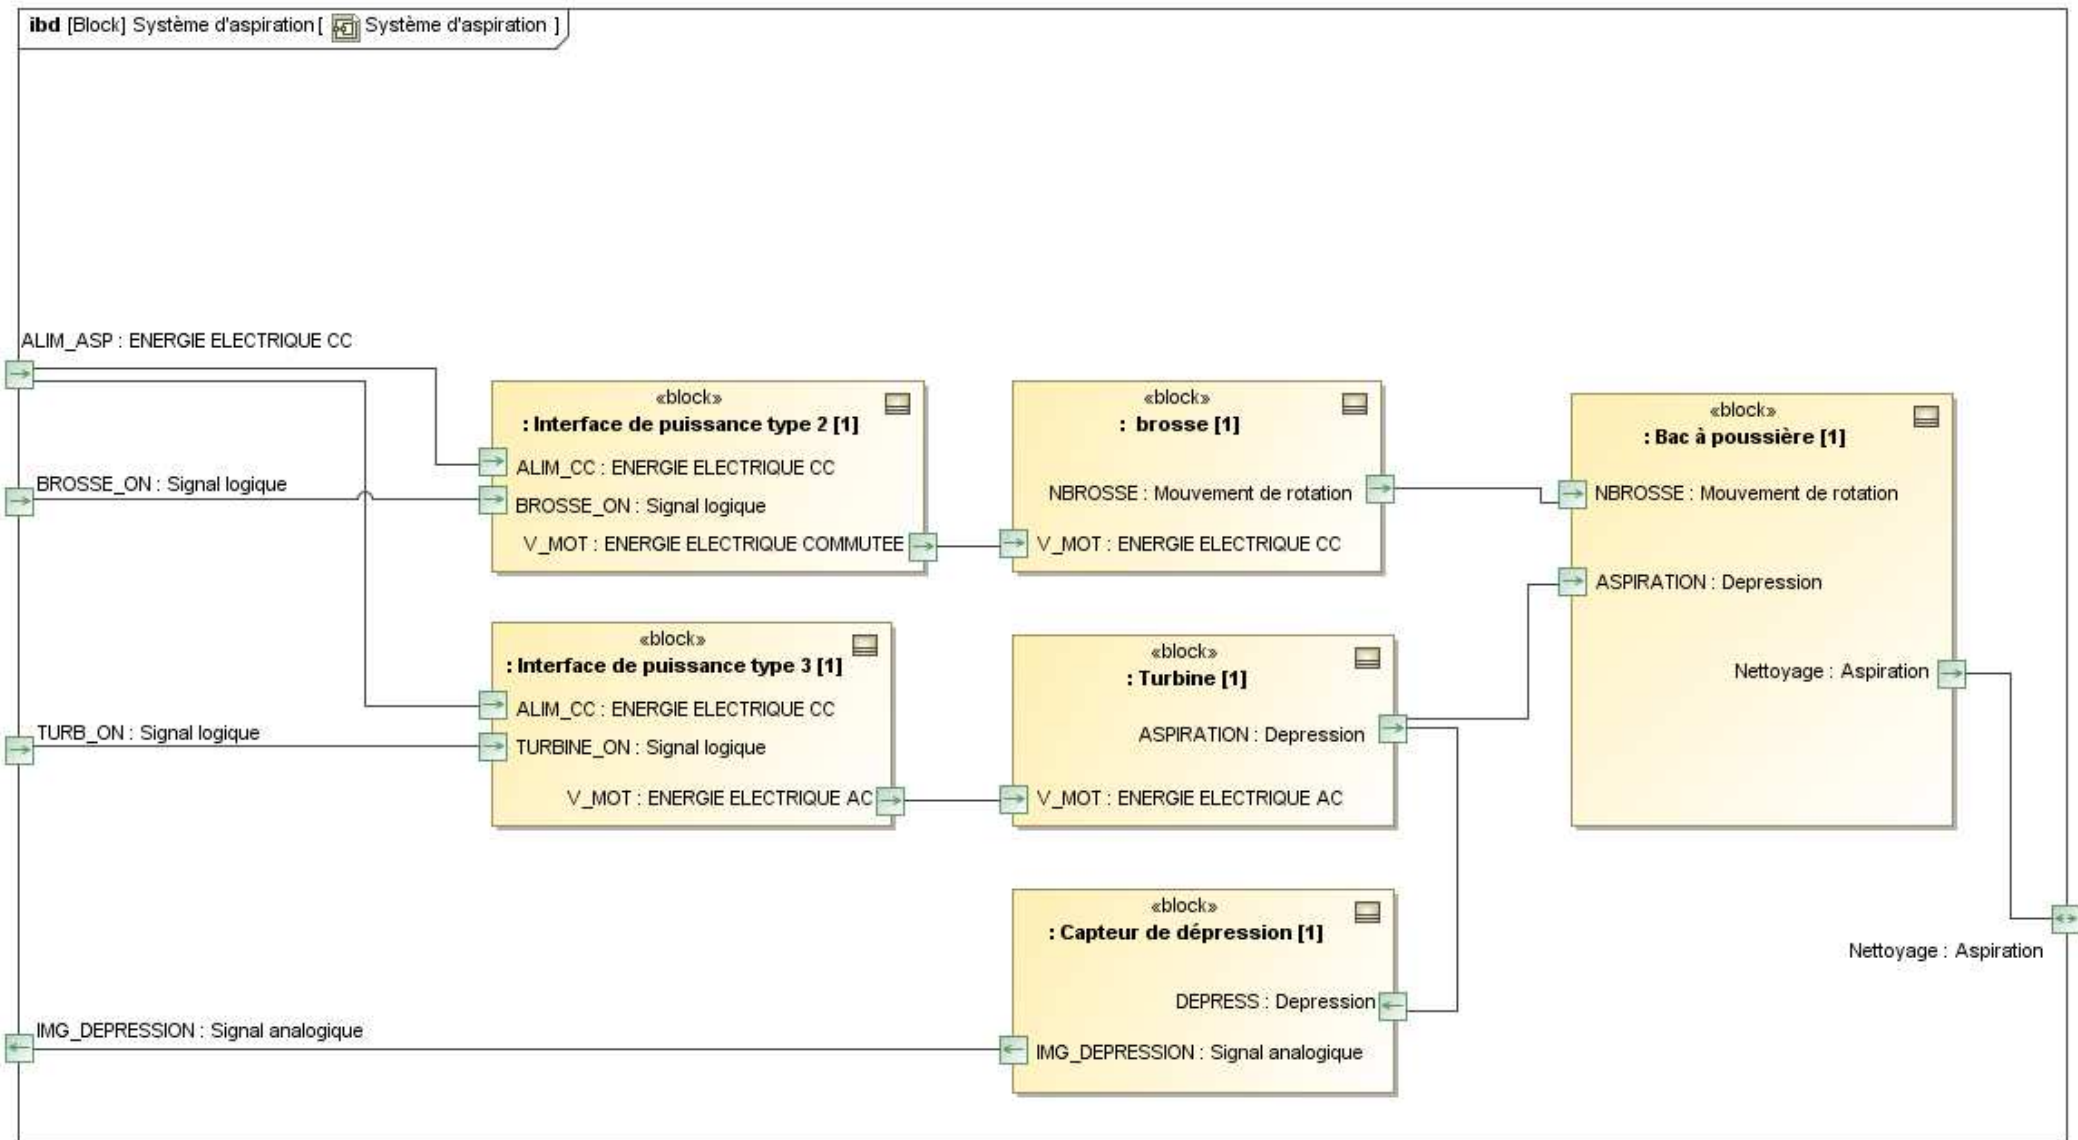 ibd [Block] Système d'aspiration [ Système d'aspiration ]
ALIM_ASP : ENERGIE ELECTRIQUE CC
BROSSE_ON : Signal logique
TURB_ON : Signal logique
IMG_DEPRESSION : Signal analogique
«block»
: Interface de puissance type 2 [1]
ALIM_CC : ENERGIE ELECTRIQUE CC
BROSSE_ON : Signal logique
V_MOT : ENERGIE ELECTRIQUE COMMUTEE
«block»
: brosse [1]
NBROSSE : Mouvement de rotation
V_MOT : ENERGIE ELECTRIQUE CC
«block»
: Bac à poussière [1]
NBROSSE : Mouvement de rotation
ASPIRATION : Depression
Nettoyage : Aspiration
«block»
: Interface de puissance type 3 [1]
ALIM_CC : ENERGIE ELECTRIQUE CC
TURBINE_ON : Signal logique
V_MOT : ENERGIE ELECTRIQUE AC
«block»
: Turbine [1]
ASPIRATION : Depression
V_MOT : ENERGIE ELECTRIQUE AC
«block»
: Capteur de dépression [1]
DEPRESS : Depression
IMG_DEPRESSION : Signal analogique
Nettoyage : Aspiration